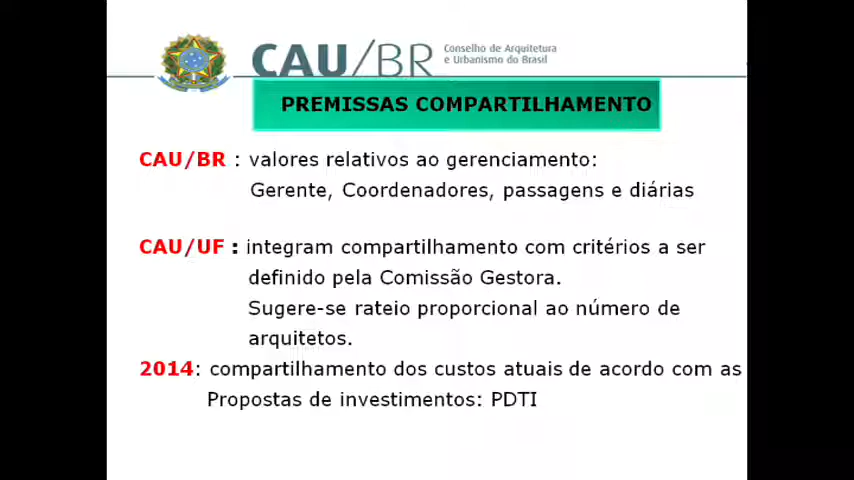 CAU/BR
Conselho de Arquitetura
e Urbanismo do Brasil
PREMISSAS COMPARTILHAMENTO
CAU/BR : valores relativos ao gerenciamento:
Gerente, Coordenadores, passagens e diárias
CAU/UF : integram compartilhamento com critérios a ser
definido pela Comissão Gestora.
Sugere-se rateio proporcional ao número de
arquitetos.
2014: compartilhamento dos custos atuais de acordo com as
Propostas de investimentos: PDTI